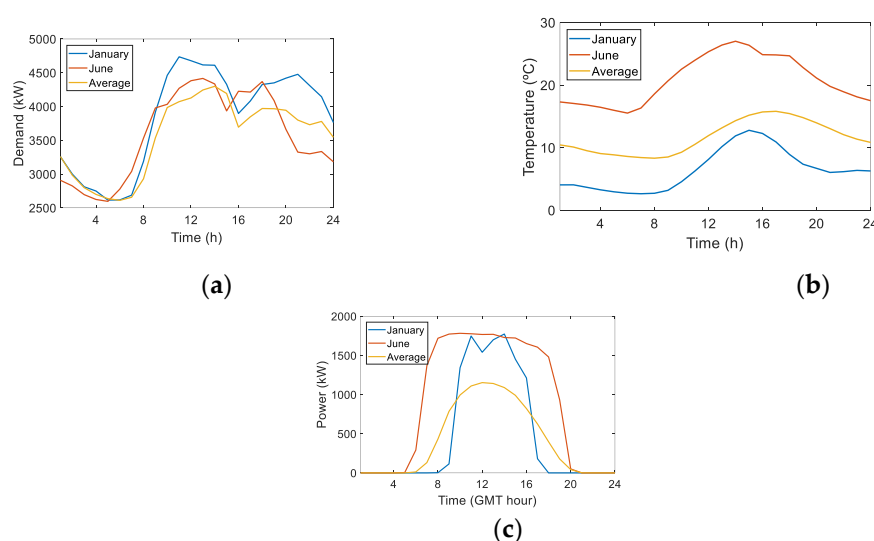 5000
4500
4000
3500
3000
2500
Demand (kW)
January
June
Average
4 8 12 16 20 24
Time (h)
(a)
30
20
10
0
Temperature (ºC)
January
June
Average
4 8 12 16 20 24
Time (h)
(b)
2000
1500
1000
500
0
Power (kW)
January
June
Average
4 8 12 16 20 24
Time (GMT hour)
(c)